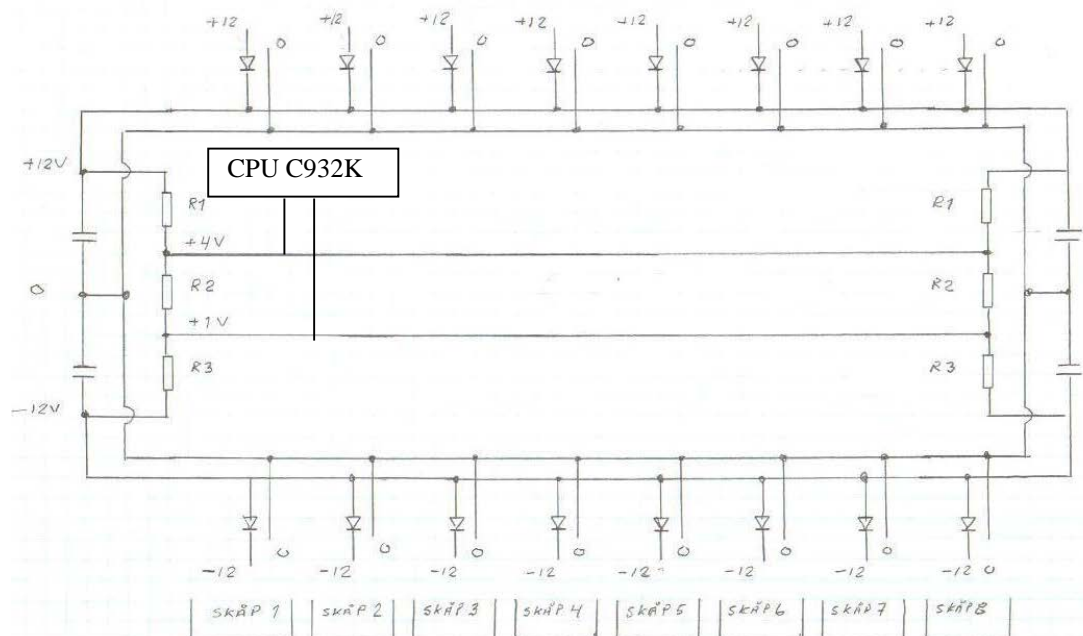 +12 +12 +12 +12 +12 +12 +12 +12
0 0 0 0 0 0 0 0
+12V
CPU C932K
R1 R1
+4V
0 R2 R2
+1V
R3 R3
-12V
0 0 0 0 0 0 0 0
-12 -12 -12 -12 -12 -12 -12 -12
SKÅP 1 SKÅP 2 SKÅP 3 SKÅP 4 SKÅP 5 SKÅP 6 SKÅP 7 SKÅP 8